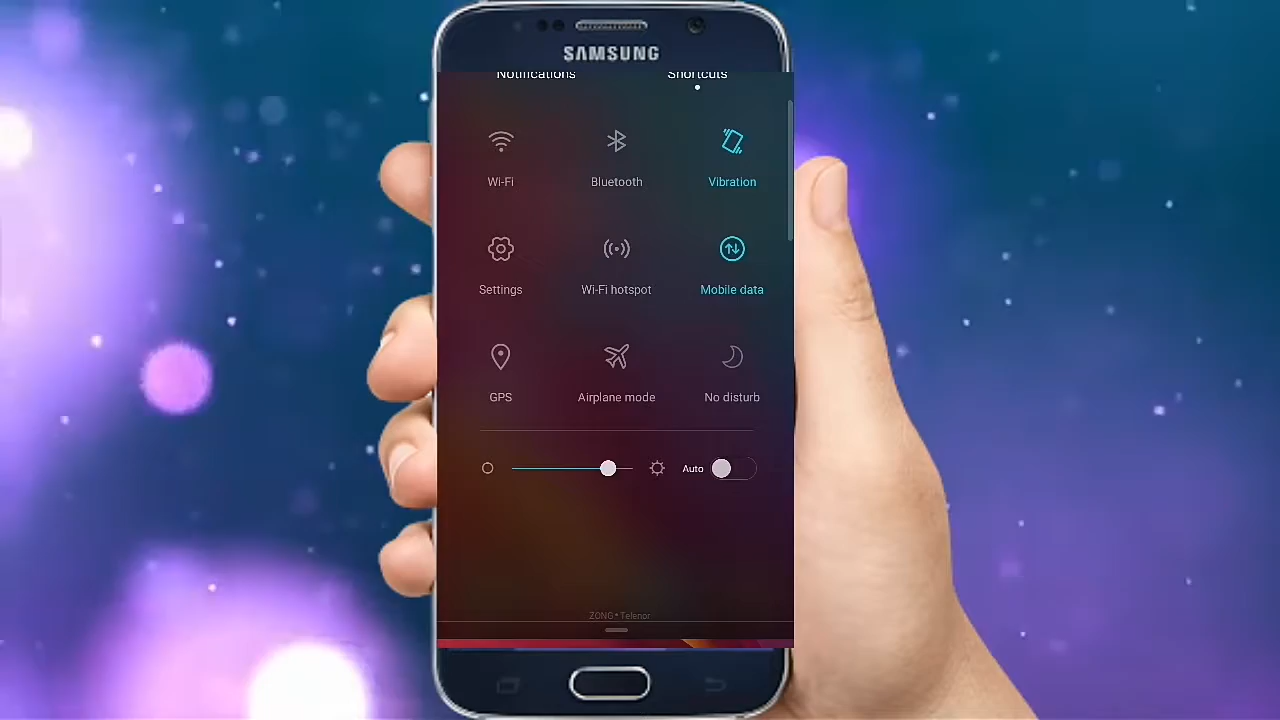 SAMSUNG
Notifications Shortcuts
Wi-Fi Bluetooth Vibration
Settings Wi-Fi hotspot Mobile data
GPS Airplane mode No disturb
Auto
ZONG • Telenor